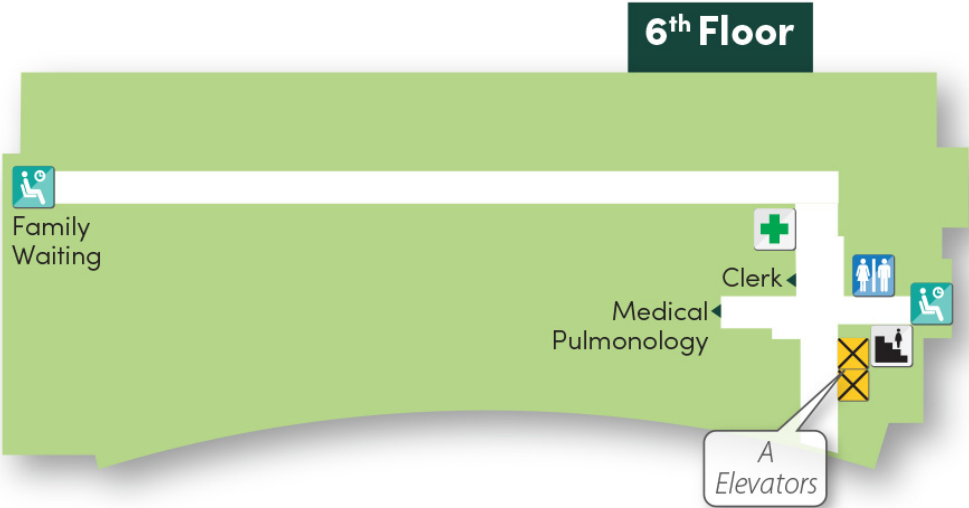 6th Floor
Family
Waiting
Clerk
Medical
Pulmonology
A
Elevators